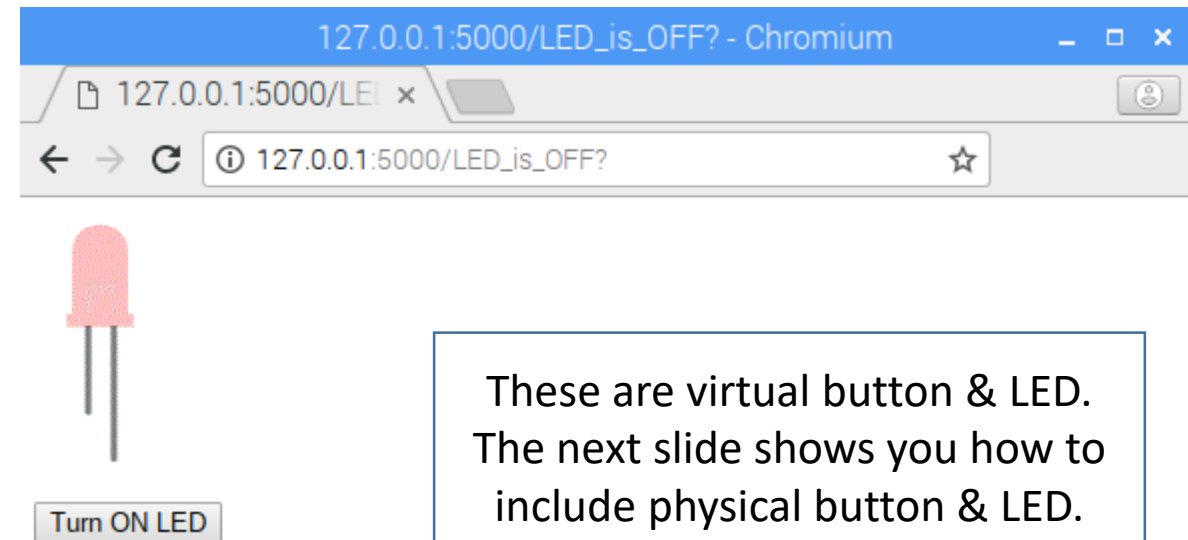 127.0.0.1:5000/LED_is_OFF? - Chromium
127.0.0.1:5000/LE
127.0.0.1:5000/LED_is_OFF?
These are virtual button & LED.
The next slide shows you how to
include physical button & LED.
Turn ON LED